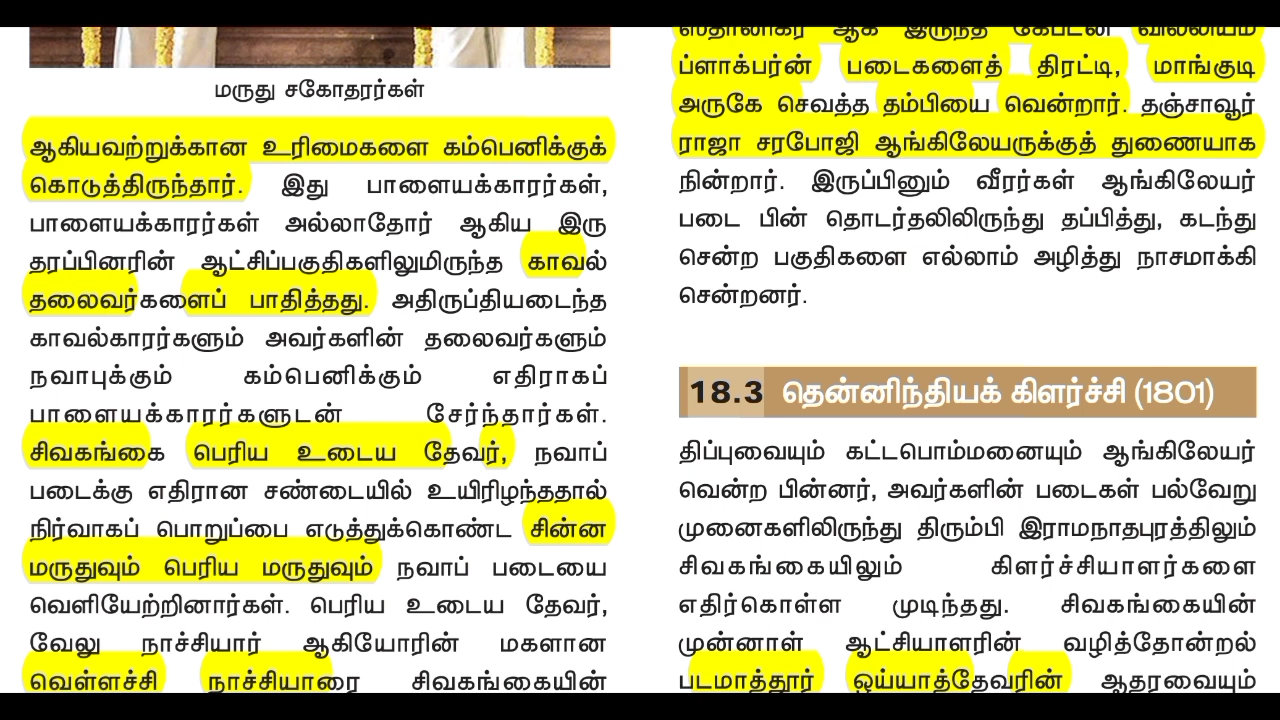 மருது சகோதரர்கள்
ஆகியவற்றுக்கான உரிமைகளை கம்பெனிக்குக்
கொடுத்திருந்தார். இது பாளையக்காரர்கள்,
பாளையக்காரர்கள் அல்லாதோர் ஆகிய இரு
தரப்பினரின் ஆட்சிப்பகுதிகளிலுமிருந்த காவல்
தலைவர்களைப் பாதித்தது. அதிருப்தியடைந்த
காவல்காரர்களும் அவர்களின் தலைவர்களும்
நவாபுக்கும் கம்பெனிக்கும் எதிராகப்
பாளையக்காரர்களுடன் சேர்ந்தார்கள்.
சிவகங்கை பெரிய உடைய தேவர், நவாப்
படைக்கு எதிரான சண்டையில் உயிரிழந்ததால்
நிர்வாகப் பொறுப்பை எடுத்துக்கொண்ட சின்ன
மருதுவும் பெரிய மருதுவும் நவாப் படையை
வெளியேற்றினார்கள். பெரிய உடைய தேவர்,
வேலு நாச்சியார் ஆகியோரின் மகளான
வெள்ளச்சி நாச்சியாரை சிவகங்கையின்
ஆக இருந்த கேப்டன் வில்லியம்
ப்ளாக்பர்ன் படைகளைத் திரட்டி, மாங்குடி
அருகே செவத்த தம்பியை வென்றார். தஞ்சாவூர்
ராஜா சரபோஜி ஆங்கிலேயருக்குத் துணையாக
நின்றார். இருப்பினும் வீரர்கள் ஆங்கிலேயர்
படை பின் தொடர்தலிலிருந்து தப்பித்து, கடந்து
சென்ற பகுதிகளை எல்லாம் அழித்து நாசமாக்கி
சென்றனர்.
18.3 தென்னிந்தியக் கிளர்ச்சி (1801)
திப்புவையும் கட்டபொம்மனையும் ஆங்கிலேயர்
வென்ற பின்னர், அவர்களின் படைகள் பல்வேறு
முனைகளிலிருந்து திரும்பி இராமநாதபுரத்திலும்
சிவகங்கையிலும் கிளர்ச்சியாளர்களை
எதிர்கொள்ள முடிந்தது. சிவகங்கையின்
முன்னாள் ஆட்சியாளரின் வழித்தோன்றல்
படமாத்தூர் ஒய்யாத்தேவரின் ஆதரவையும்